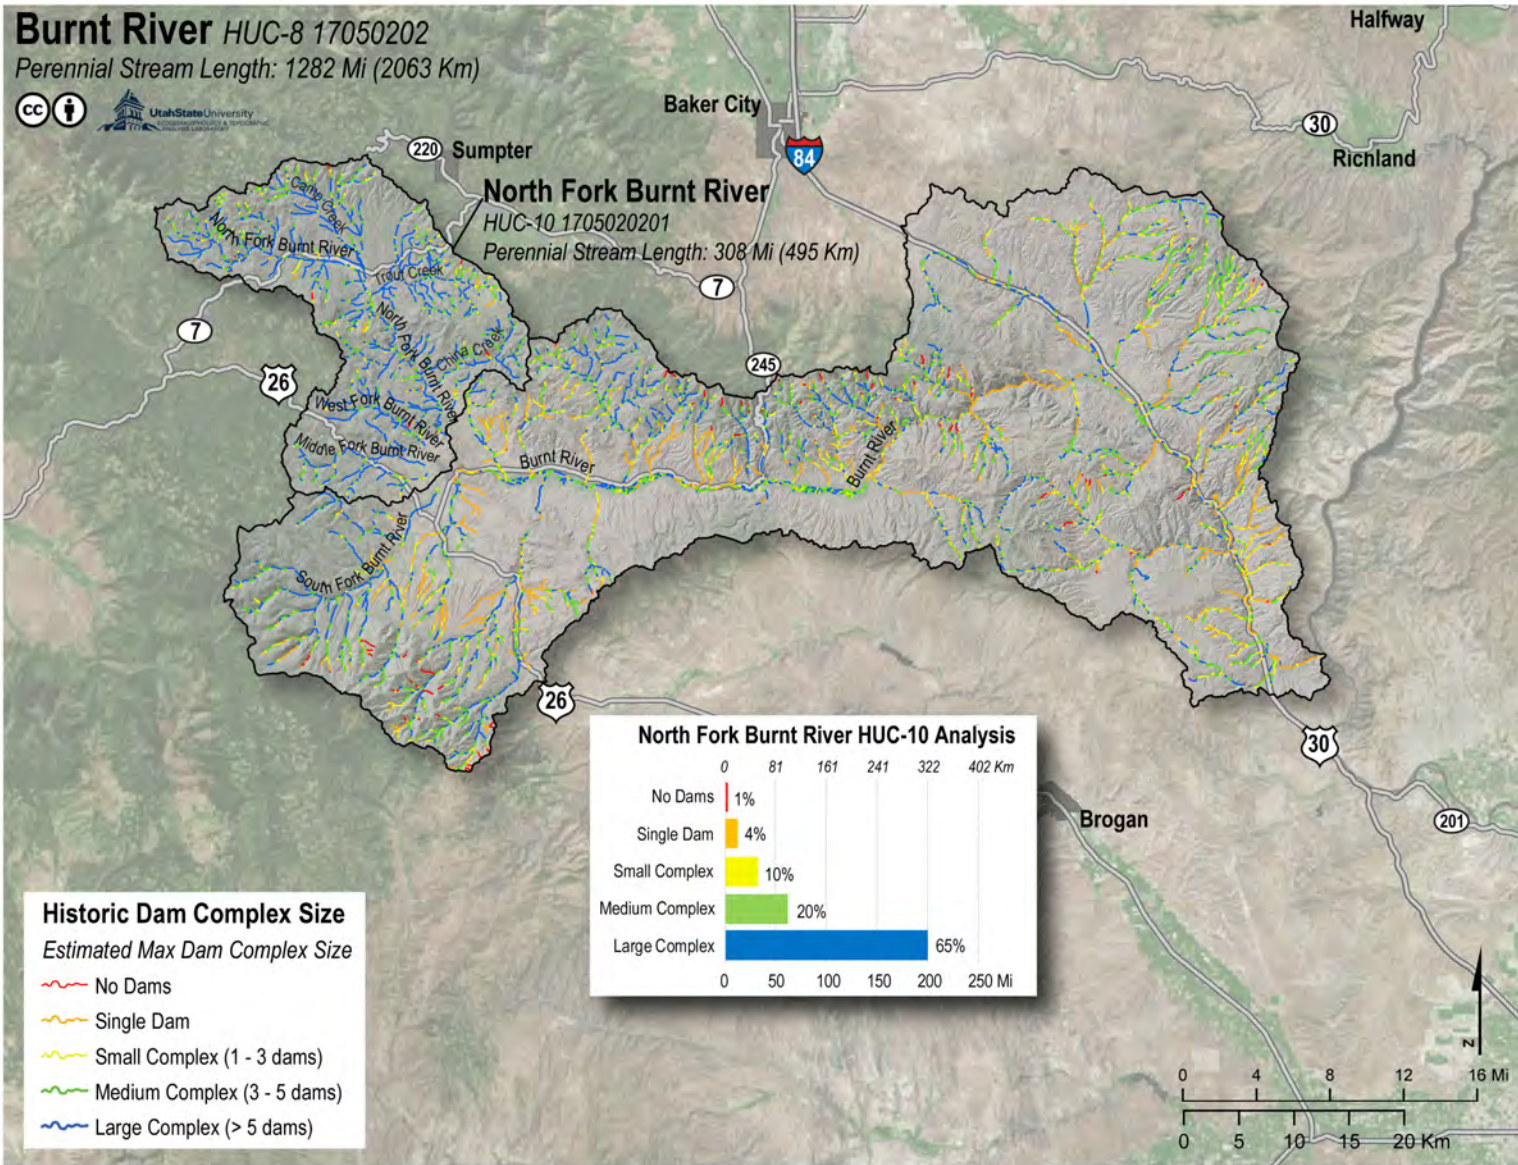 Burnt River HUC-8 17050202
Perennial Stream Length: 1282 Mi (2063 Km)
cc
UtahStateUniversity
Halfway
Baker City
30
84
Richland
220 Sumpter
North Fork Burnt River
HUC-10 1705020201
Perennial Stream Length: 308 Mi (495 Km)
Camp Creek
North Fork Burnt River
Trout Creek
7
7
North Fork Burnt River
China Creek
245
26
West Fork Burnt River
Middle Fork Burnt River
Burnt River
Burnt River
South Fork Burnt River
26
30
201
Brogan
North Fork Burnt River HUC-10 Analysis
0 81 161 241 322 402 Km
No Dams 1%
Single Dam 4%
Small Complex 10%
Medium Complex 20%
Large Complex 65%
0 50 100 150 200 250 Mi
Historic Dam Complex Size
Estimated Max Dam Complex Size
No Dams
Single Dam
Small Complex (1 - 3 dams)
Medium Complex (3 - 5 dams)
Large Complex (> 5 dams)
N
0 4 8 12 16 Mi
0 5 10 15 20 Km